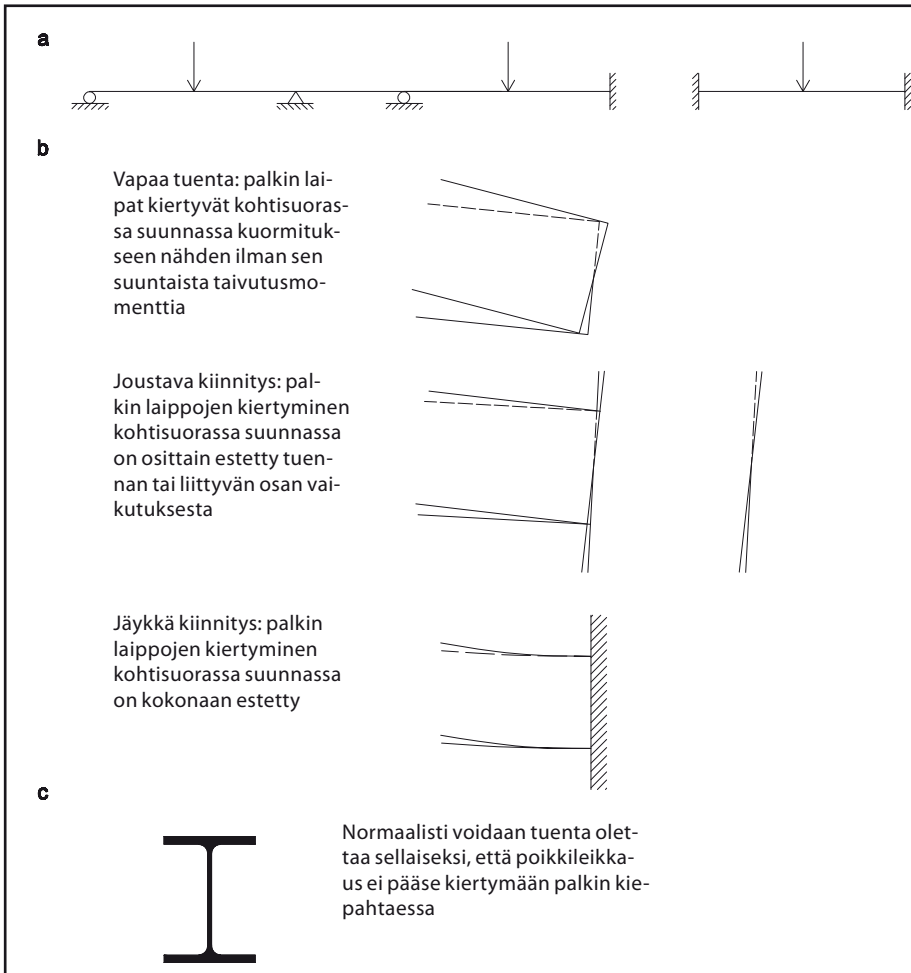 a
b
Vapaa tuenta: palkin lai-
pat kiertyvät kohtisuoras-
sa suunnassa kuormituk-
seen nähden ilman sen
suuntaista taivutusmo-
menttia
Joustava kiinnitys: pal-
kin laippojen kiertyminen
kohtisuorassa suunnassa
on osittain estetty tuen-
nan tai liittyvän osan vai-
kutuksesta
Jäykkä kiinnitys: palkin
laippojen kiertyminen
kohtisuorassa suunnassa
on kokonaan estetty
c
Normaalisti voidaan tuenta olet-
taa sellaiseksi, että poikkileikka-
us ei pääse kiertymään palkin kie-
pahtaessa